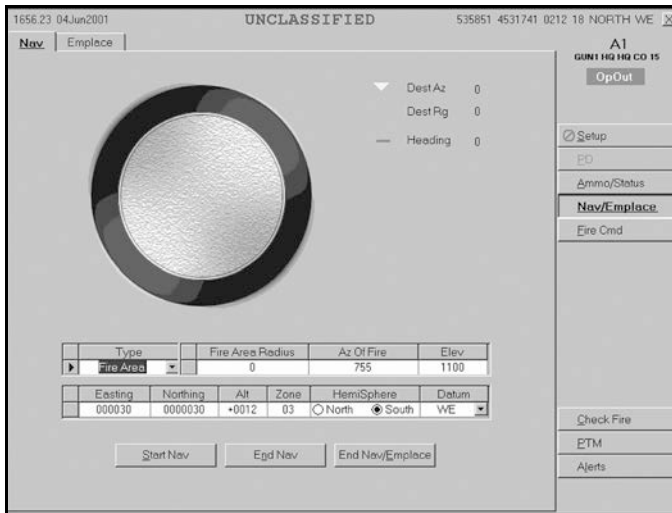 1656.23 04Jun2001 UNCLASSIFIED 535851 4531741 0212 18 NORTH WE X
Nav Emplace
Dest Az 0
Dest Rg 0
Heading 0
Type Fire Area Radius Az Of Fire Elev
Fire Area 0 755 1100
Easting Northing Alt Zone HemiSphere Datum
000030 0000030 +0012 03 North South WE
Start Nav End Nav End Nav/Emplace
A1
GUN1 HQ HQ CO 15
OpOut
Setup
PD
Ammo/Status
Nav/Emplace
Fire Cmd
Check Fire
PTM
Alerts